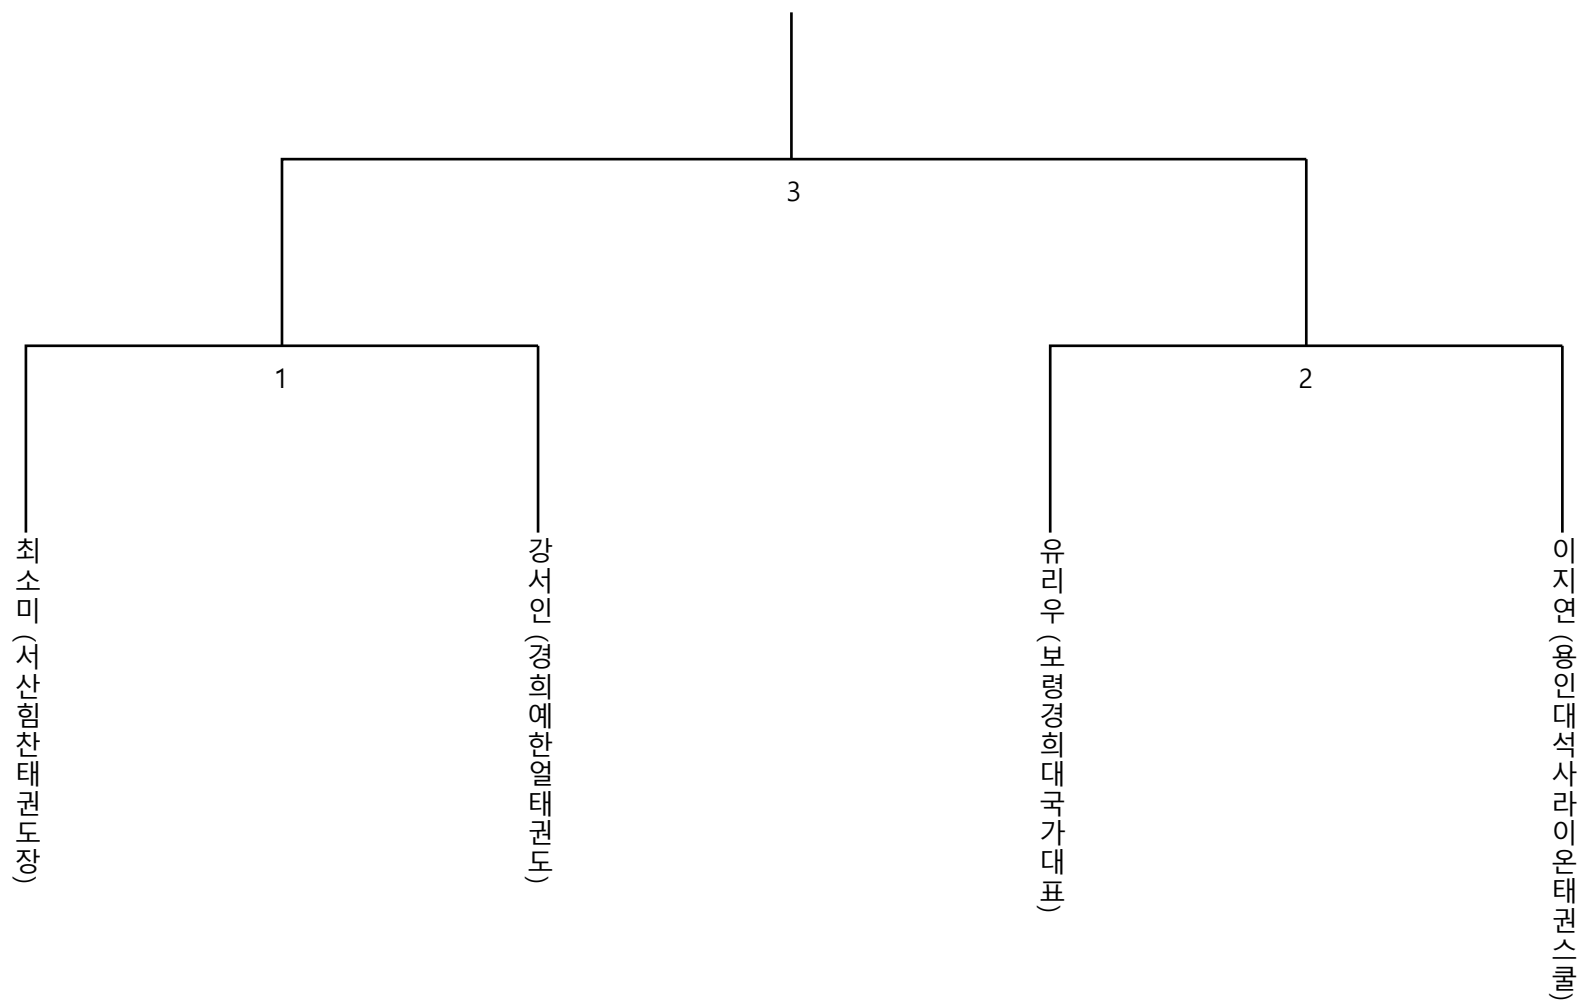 3
1
2
최소미 (서산힘찬태권도장)
강서인 (경희예한얼태권도)
유리우 (보령경희대국가대표)
이지연 (용인대석사라이온태권스쿨)